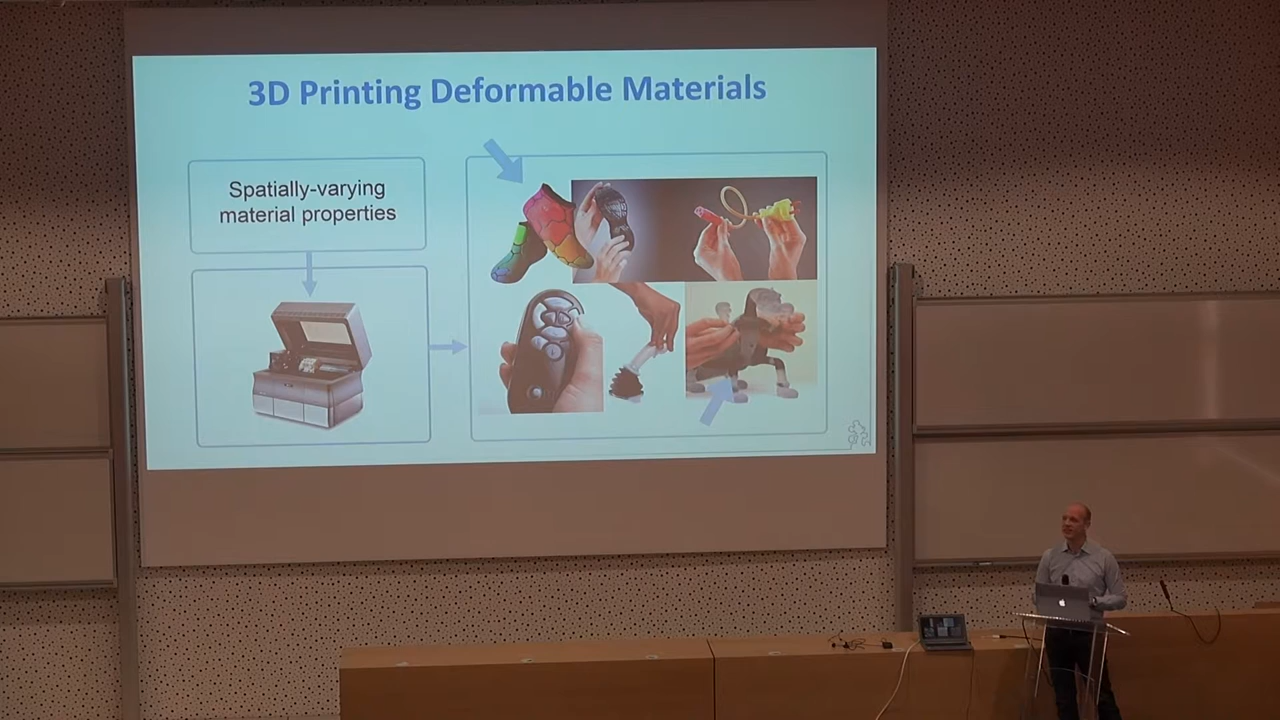 3D Printing Deformable Materials
Spatially-varying
material properties